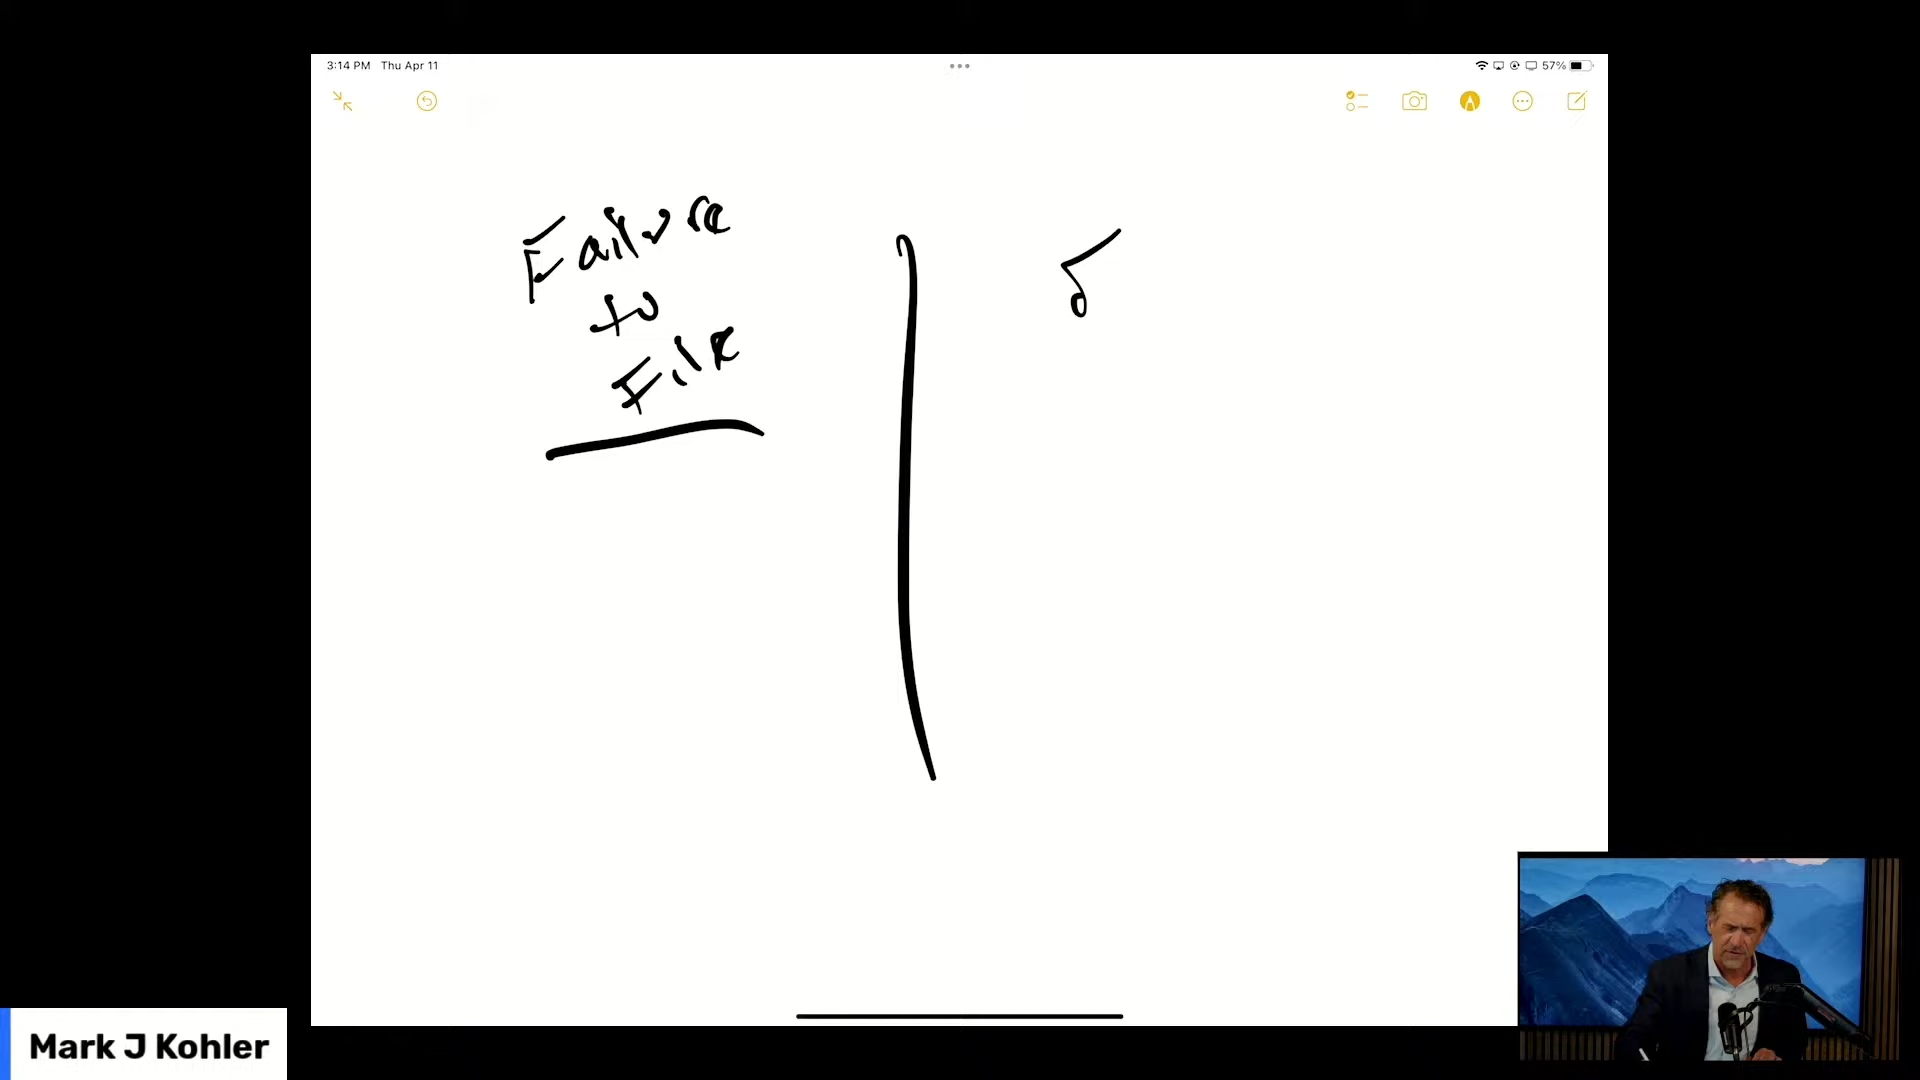 3:14 PM Thu Apr 11
57%
Failure
to
File
Mark J Kohler